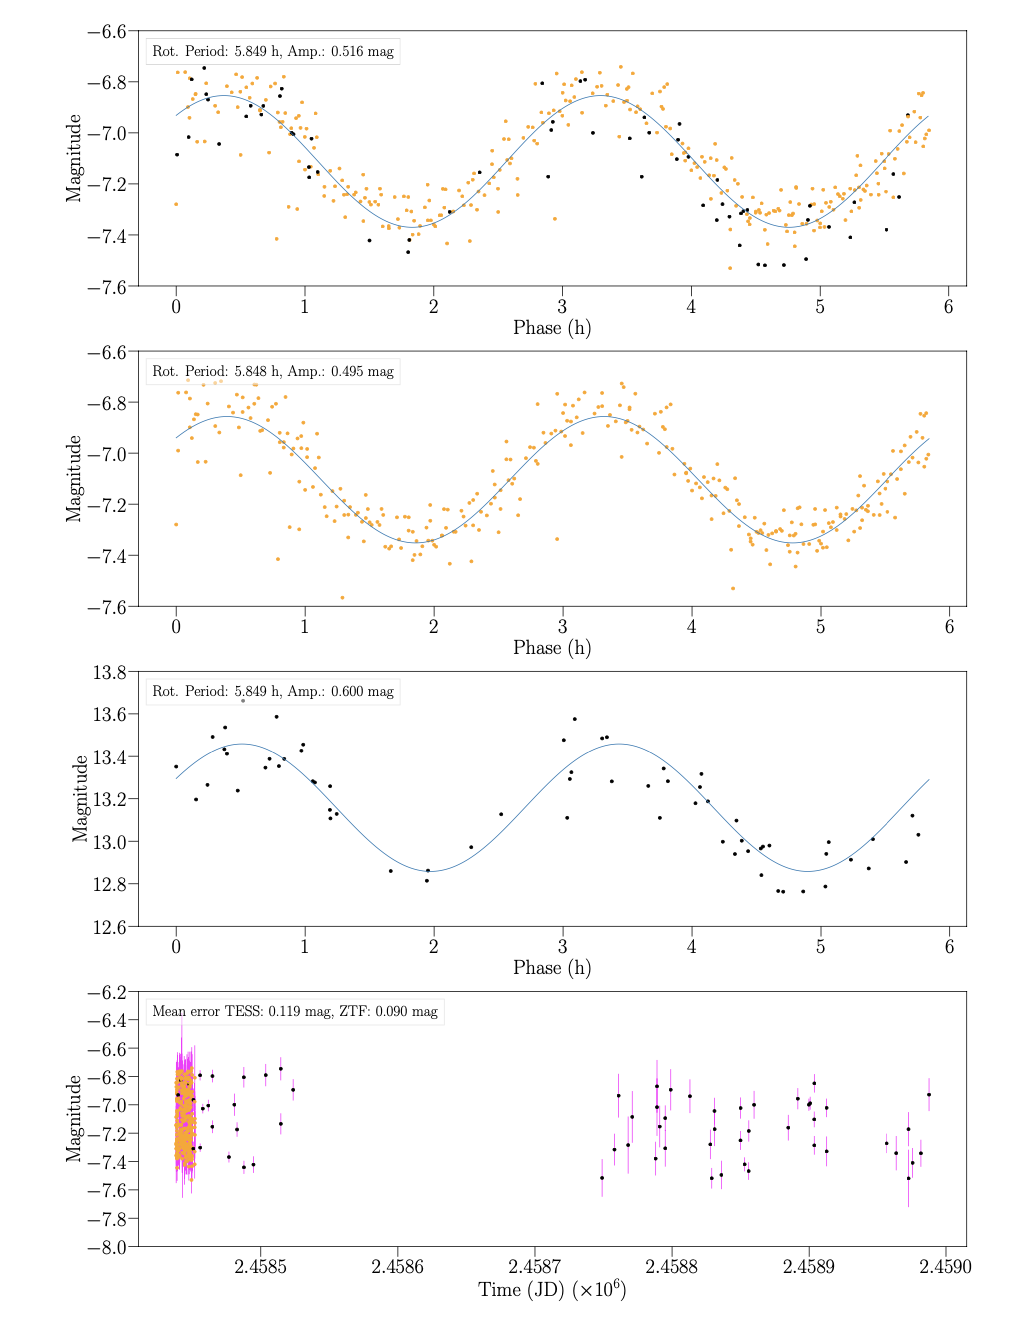 Rot. Period: 5.849 h, Amp.: 0.516 mag
−6.6
−6.8
−7.0
−7.2
−7.4
−7.6
Magnitude
0 1 2 3 4 5 6
Phase (h)
Rot. Period: 5.848 h, Amp.: 0.495 mag
−6.6
−6.8
−7.0
−7.2
−7.4
−7.6
Magnitude
0 1 2 3 4 5 6
Phase (h)
Rot. Period: 5.849 h, Amp.: 0.600 mag
13.8
13.6
13.4
13.2
13.0
12.8
12.6
Magnitude
0 1 2 3 4 5 6
Phase (h)
Mean error TESS: 0.119 mag, ZTF: 0.090 mag
−6.2
−6.4
−6.6
−6.8
−7.0
−7.2
−7.4
−7.6
−7.8
−8.0
Magnitude
2.4585 2.4586 2.4587 2.4588 2.4589 2.4590
Time (JD) (×10⁶)